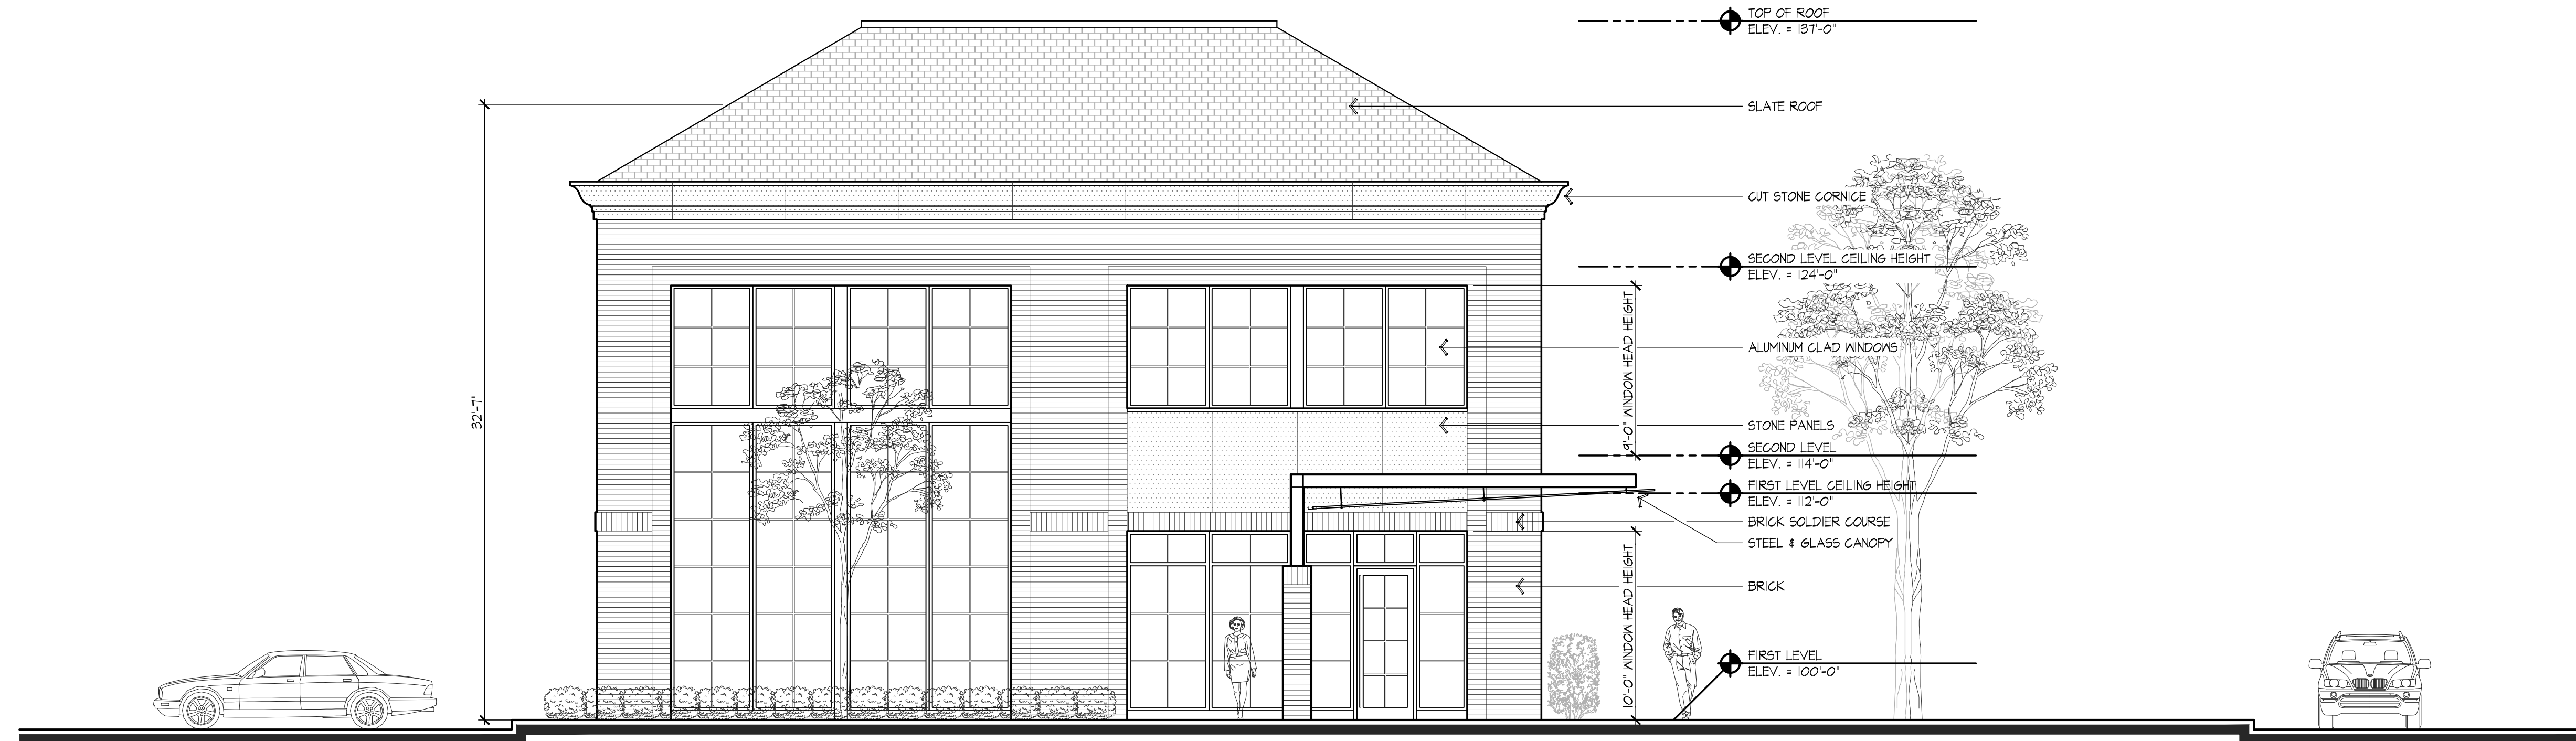 TOP OF ROOF
ELEV. = 137'-0"
SLATE ROOF
CUT STONE CORNICE
SECOND LEVEL CEILING HEIGHT
ELEV. = 124'-0"
ALUMINUM CLAD WINDOWS
STONE PANELS
SECOND LEVEL
ELEV. = 114'-0"
FIRST LEVEL CEILING HEIGHT
ELEV. = 112'-0"
BRICK SOLDIER COURSE
STEEL & GLASS CANOPY
BRICK
FIRST LEVEL
ELEV. = 100'-0"
32'-7"
9'-0" WINDOW HEAD HEIGHT
10'-0" WINDOW HEAD HEIGHT